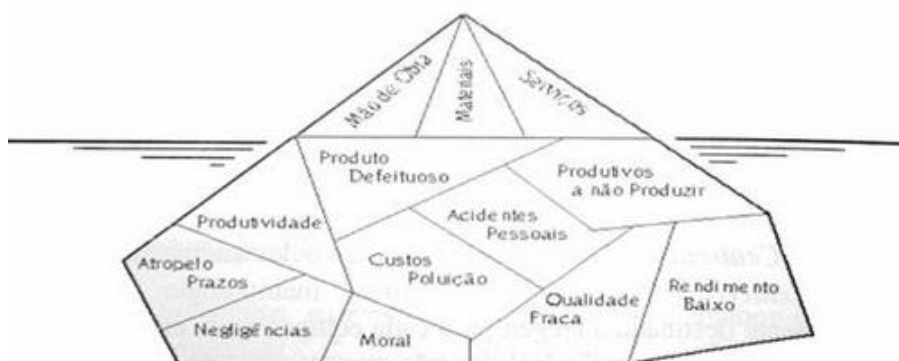 Mão de Obra
Materiais
Serviços
Produto
Defeituoso
Produtivos
a não Produzir
Produtividade
Acidentes
Pessoais
Atropelo
Prazos
Custos
Poluição
Rendimento
Baixo
Qualidade
Fraca
Negligências
Moral